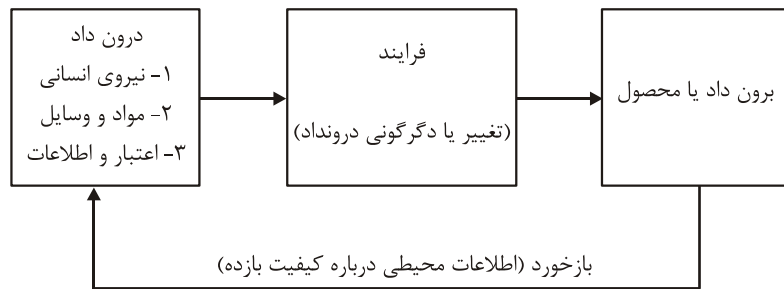 درون داد
۱- نیروی انسانی
۲- مواد و وسایل
۳- اعتبار و اطلاعات
فرایند
(تغییر یا دگرگونی درونداد)
برون داد یا محصول
بازخورد (اطلاعات محیطی درباره کیفیت بازده)